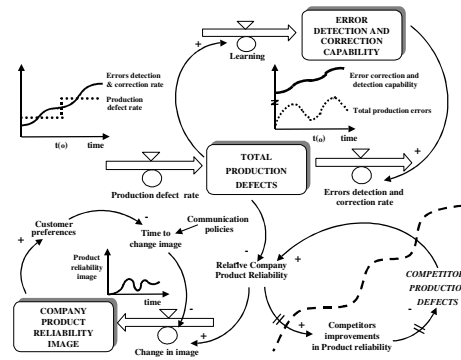 ERROR
DETECTION AND
CORRECTION
CAPABILITY
+
Learning
Errors detection
& correction rate
Production
defect rate
t(o) time
Error correction and
detection capability
Total production errors
t(o) time
+
Production defect rate
TOTAL
PRODUCTION
DEFECTS
Errors detection and
correction rate
Customer
preferences
-
Time to
change image
Communication
policies
+
Product
reliability
image
time
-
Relative Company
Product Reliability
+
COMPETITOR
PRODUCTION
DEFECTS
COMPANY
PRODUCT
RELIABILITY
IMAGE
-
+
Change in image
+
Competitors
improvements
in Product reliability
-